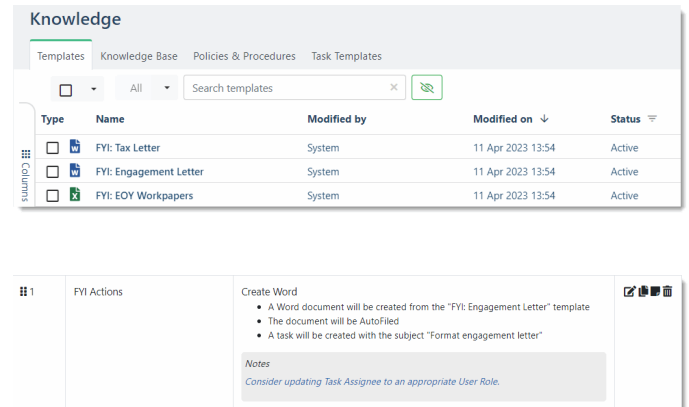 Knowledge
Templates Knowledge Base Policies & Procedures Task Templates
All Search templates
Type Name Modified by Modified on Status
FYI: Tax Letter System 11 Apr 2023 13:54 Active
FYI: Engagement Letter System 11 Apr 2023 13:54 Active
FYI: EOY Workpapers System 11 Apr 2023 13:54 Active
Columns
1 FYI Actions Create Word
A Word document will be created from the "FYI: Engagement Letter" template
The document will be AutoFiled
A task will be created with the subject "Format engagement letter"
Notes
Consider updating Task Assignee to an appropriate User Role.